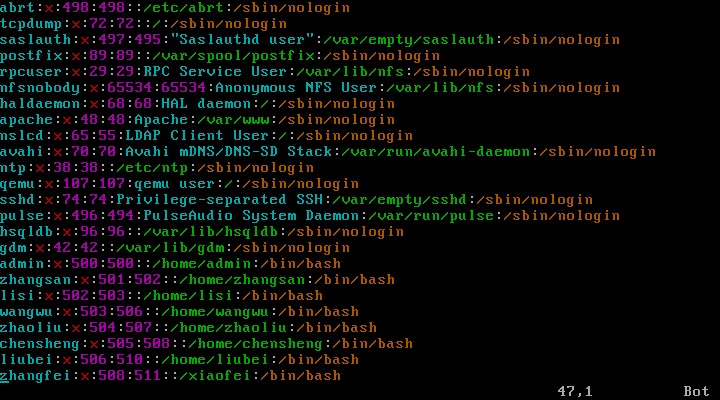 abrt:x:498:498::/etc/abrt:/sbin/nologin
tcpdump:x:72:72::/:/sbin/nologin
saslauth:x:497:495:"Saslauthd user":/var/empty/saslauth:/sbin/nologin
postfix:x:89:89::/var/spool/postfix:/sbin/nologin
rpcuser:x:29:29:RPC Service User:/var/lib/nfs:/sbin/nologin
nfsnobody:x:65534:65534:Anonymous NFS User:/var/lib/nfs:/sbin/nologin
haldaemon:x:68:68:HAL daemon:/:/sbin/nologin
apache:x:48:48:Apache:/var/www:/sbin/nologin
nslcd:x:65:55:LDAP Client User:/:/sbin/nologin
avahi:x:70:70:Avahi mDNS/DNS-SD Stack:/var/run/avahi-daemon:/sbin/nologin
ntp:x:38:38::/etc/ntp:/sbin/nologin
qemu:x:107:107:qemu user:/:/sbin/nologin
sshd:x:74:74:Privilege-separated SSH:/var/empty/sshd:/sbin/nologin
pulse:x:496:494:PulseAudio System Daemon:/var/run/pulse:/sbin/nologin
hsqldb:x:96:96::/var/lib/hsqldb:/sbin/nologin
gdm:x:42:42::/var/lib/gdm:/sbin/nologin
admin:x:500:500::/home/admin:/bin/bash
zhangsan:x:501:502::/home/zhangsan:/bin/bash
lisi:x:502:503::/home/lisi:/bin/bash
wangwu:x:503:506::/home/wangwu:/bin/bash
zhaoliu:x:504:507::/home/zhaoliu:/bin/bash
chensheng:x:505:508::/home/chensheng:/bin/bash
liubei:x:506:510::/home/liubei:/bin/bash
zhangfei:x:508:511::/xiaofei:/bin/bash
47,1 Bot